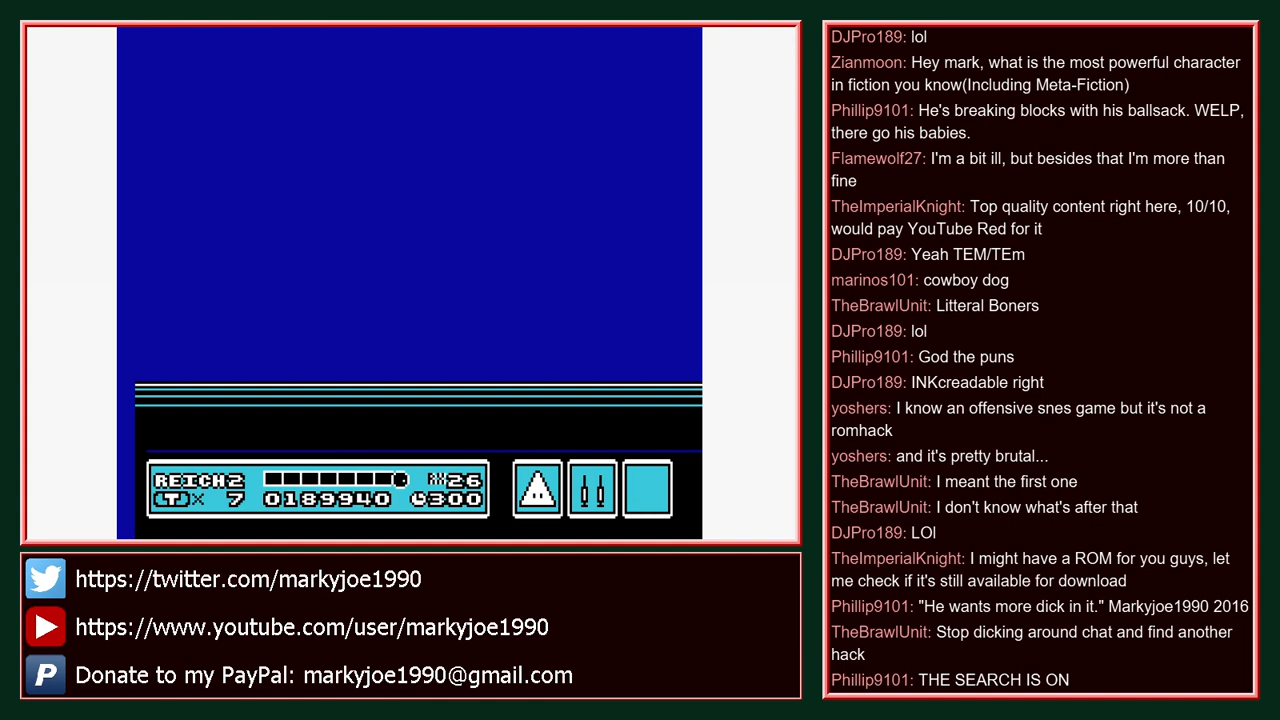 REICH2
26
(T)x 7 0189940 300
https://twitter.com/markyjoe1990
https://www.youtube.com/user/markyjoe1990
P Donate to my PayPal: markyjoe1990@gmail.com
DJPro189: lol
Zianmoon: Hey mark, what is the most powerful character
in fiction you know(Including Meta-Fiction)
Phillip9101: He's breaking blocks with his ballsack. WELP,
there go his babies.
Flamewolf27: I'm a bit ill, but besides that I'm more than
fine
TheImperialKnight: Top quality content right here, 10/10,
would pay YouTube Red for it
DJPro189: Yeah TEM/TEm
marinos101: cowboy dog
TheBrawlUnit: Litteral Boners
DJPro189: lol
Phillip9101: God the puns
DJPro189: INKcreadable right
yoshers: I know an offensive snes game but it's not a
romhack
yoshers: and it's pretty brutal...
TheBrawlUnit: I meant the first one
TheBrawlUnit: I don't know what's after that
DJPro189: LOl
TheImperialKnight: I might have a ROM for you guys, let
me check if it's still available for download
Phillip9101: "He wants more dick in it." Markyjoe1990 2016
TheBrawlUnit: Stop dicking around chat and find another
hack
Phillip9101: THE SEARCH IS ON